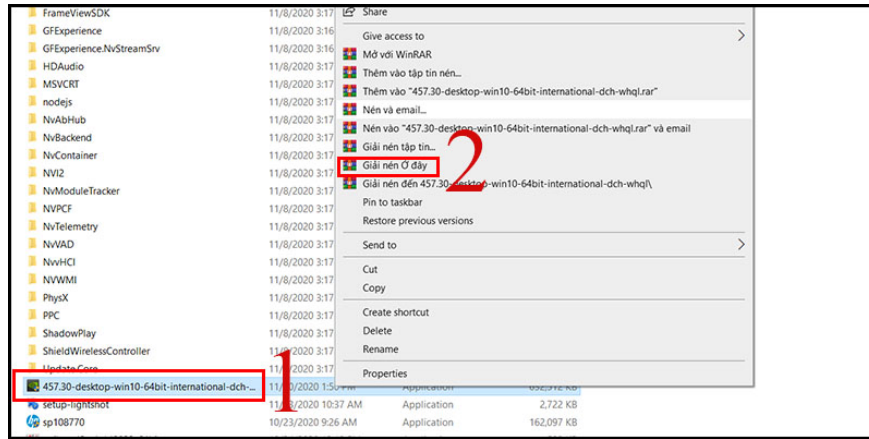 FrameViewSDK 11/8/2020 3:17
GFExperience 11/8/2020 3:16
GFExperience.NvStreamSrv 11/8/2020 3:16
HDAudio 11/8/2020 3:17
MSVCRT 11/8/2020 3:17
nodejs 11/8/2020 3:17
NvAbHub 11/8/2020 3:17
NvBackend 11/8/2020 3:17
NvContainer 11/8/2020 3:17
NVI2 11/8/2020 3:17
NvModuleTracker 11/8/2020 3:17
NVPCF 11/8/2020 3:17
NvTelemetry 11/8/2020 3:17
NvVAD 11/8/2020 3:17
NvvHCI 11/8/2020 3:17
NVWMI 11/8/2020 3:17
PhysX 11/8/2020 3:17
PPC 11/8/2020 3:17
ShadowPlay 11/8/2020 3:17
ShieldWirelessController 11/8/2020 3:17
Update.Core 11/8/2020 3:17
457.30-desktop-win10-64bit-international-dch-... 1:50 PM Application KB
setup-lightshot 10:37 AM Application 2,722 KB
sp108770 10/23/2020 9:26 AM Application 162,097 KB
1
Share
Give access to
Mở với WinRAR
Thêm vào tập tin nén...
Thêm vào "457.30-desktop-win10-64bit-international-dch-whql.rar"
Nén và email...
Nén vào "457.30-desktop-win10-64bit-international-dch-whql.rar" và email
Giải nén tập tin...
Giải nén Ở đây
Giải nén đến 457.30-desktop-win10-64bit-international-dch-whql\
Pin to taskbar
Restore previous versions
Send to
Cut
Copy
Create shortcut
Delete
Rename
Properties
2